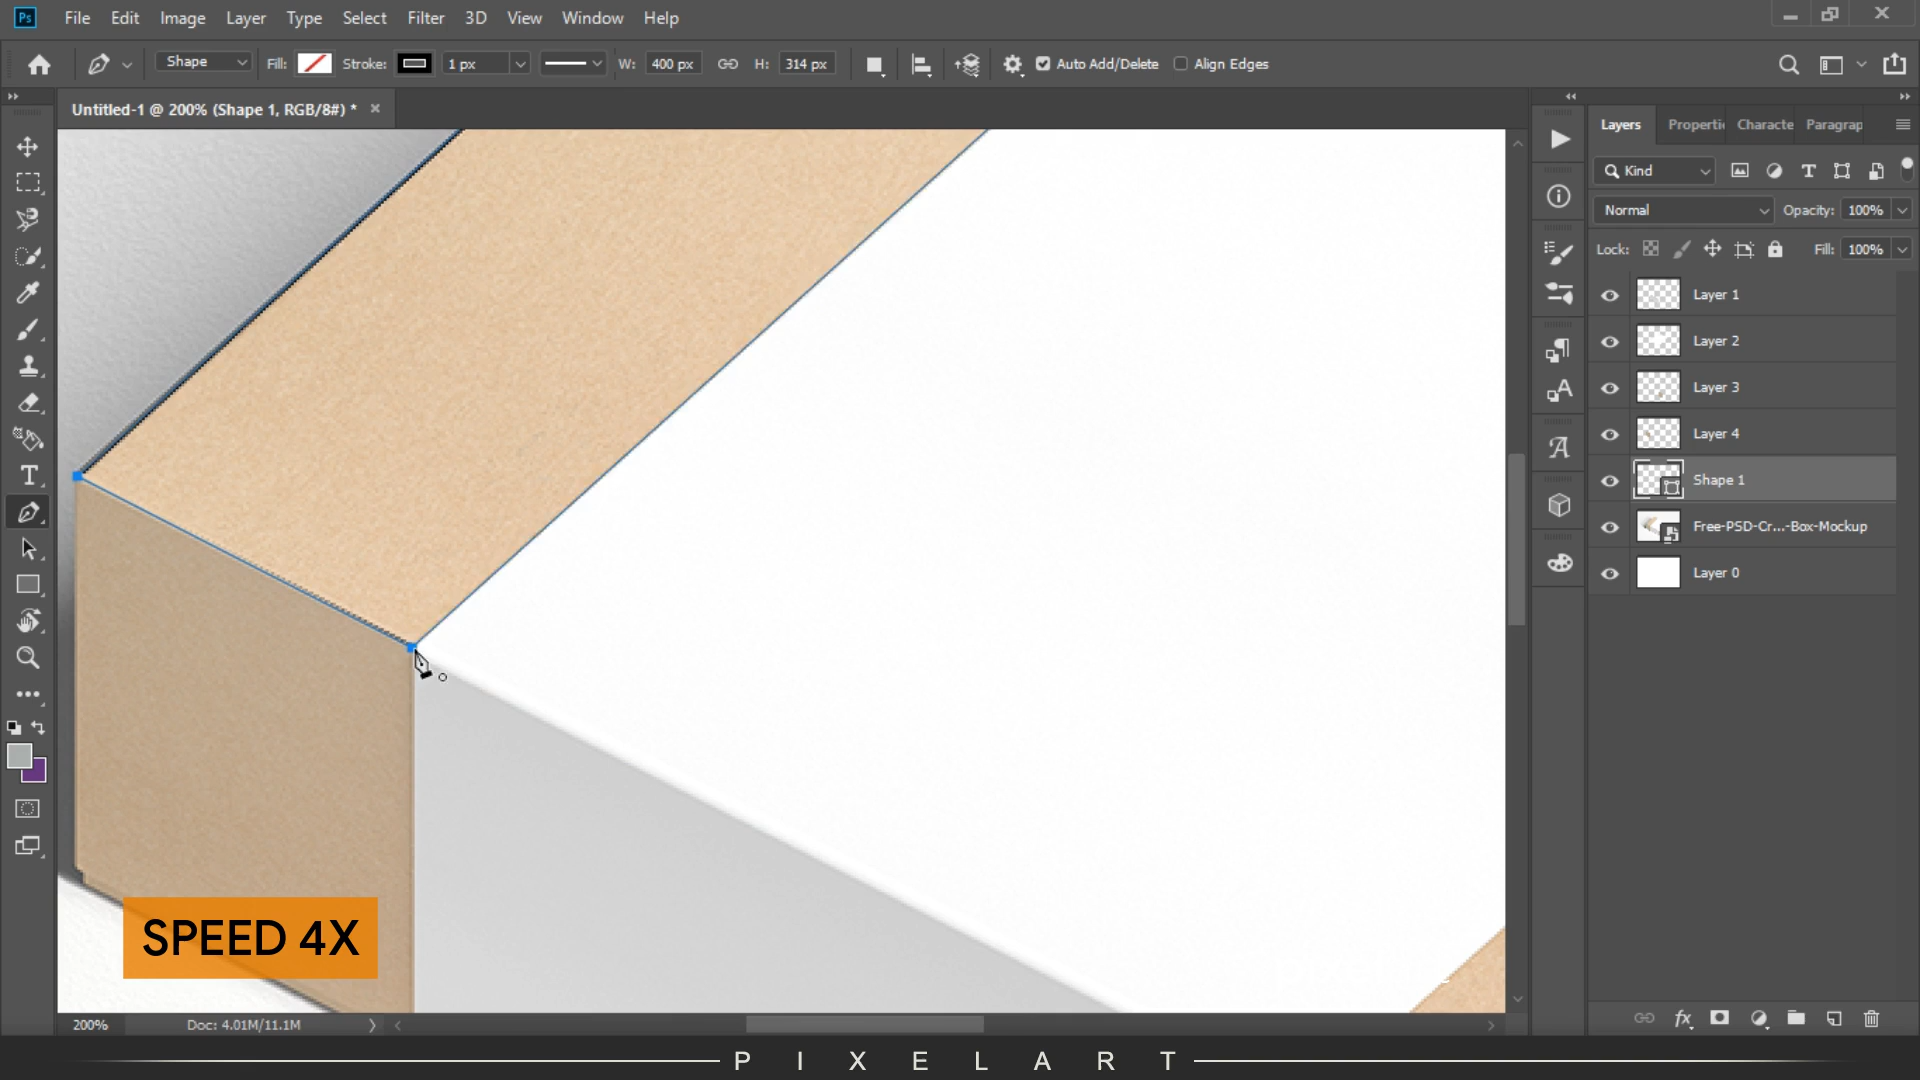 Ps File Edit Image Layer Type Select Filter 3D View Window Help
Shape Fill: Stroke: 1 px W: 400 px H: 314 px Auto Add/Delete Align Edges
Untitled-1 @ 200% (Shape 1, RGB/8#) *
Layers Properti Characte Paragrap
Kind
Normal Opacity: 100%
Lock: Fill: 100%
Layer 1
Layer 2
Layer 3
Layer 4
Shape 1
Free-PSD-Cr...-Box-Mockup
Layer 0
SPEED 4X
200% Doc: 4.01M/11.1M
fx
PIXELART